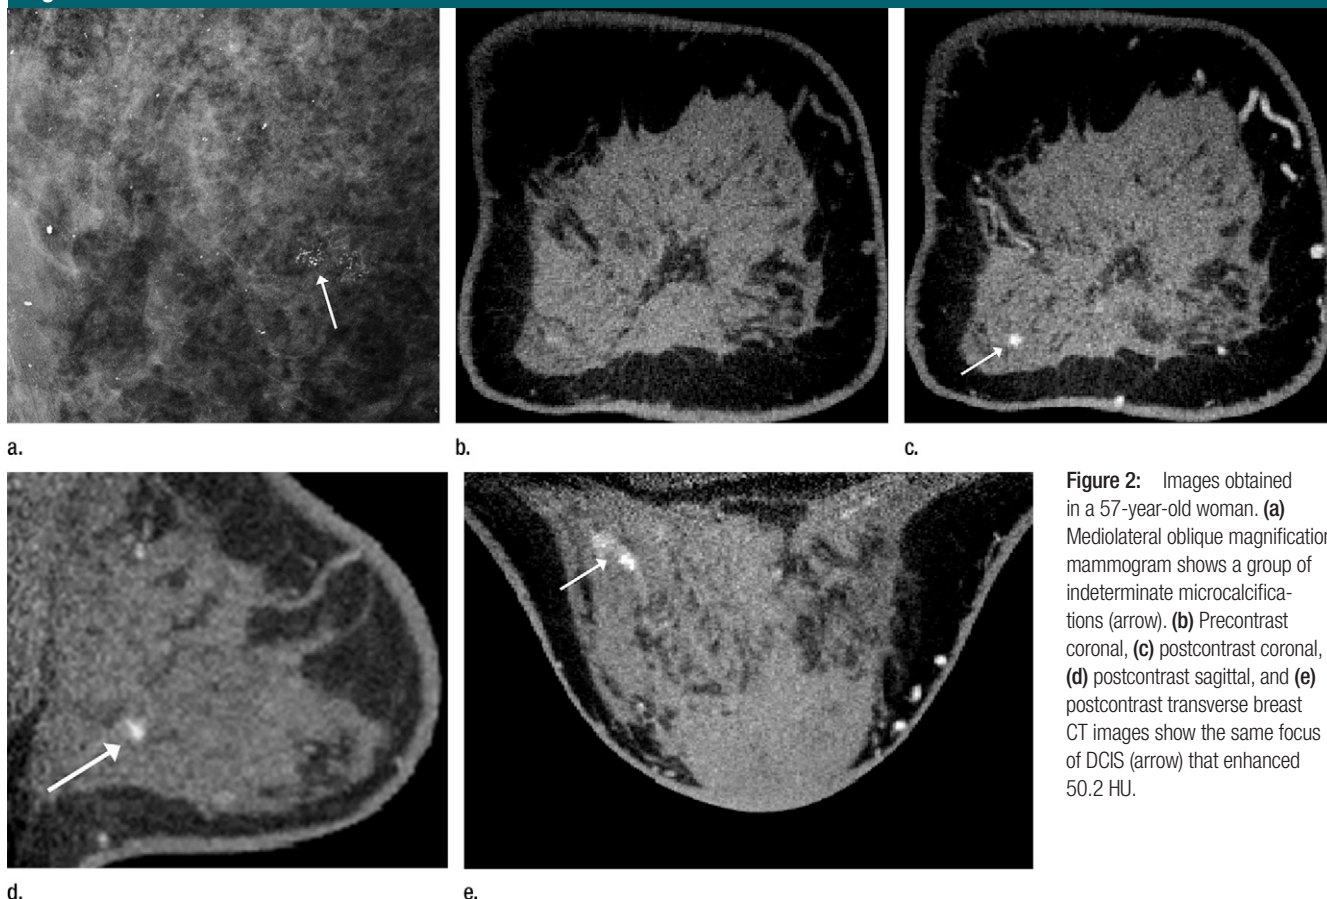 a.
b.
c.
d.
e.
Figure 2: Images obtained
in a 57-year-old woman. (a)
Mediolateral oblique magnification
mammogram shows a group of
indeterminate microcalcifica-
tions (arrow). (b) Precontrast
coronal, (c) postcontrast coronal,
(d) postcontrast sagittal, and (e)
postcontrast transverse breast
CT images show the same focus
of DCIS (arrow) that enhanced
50.2 HU.